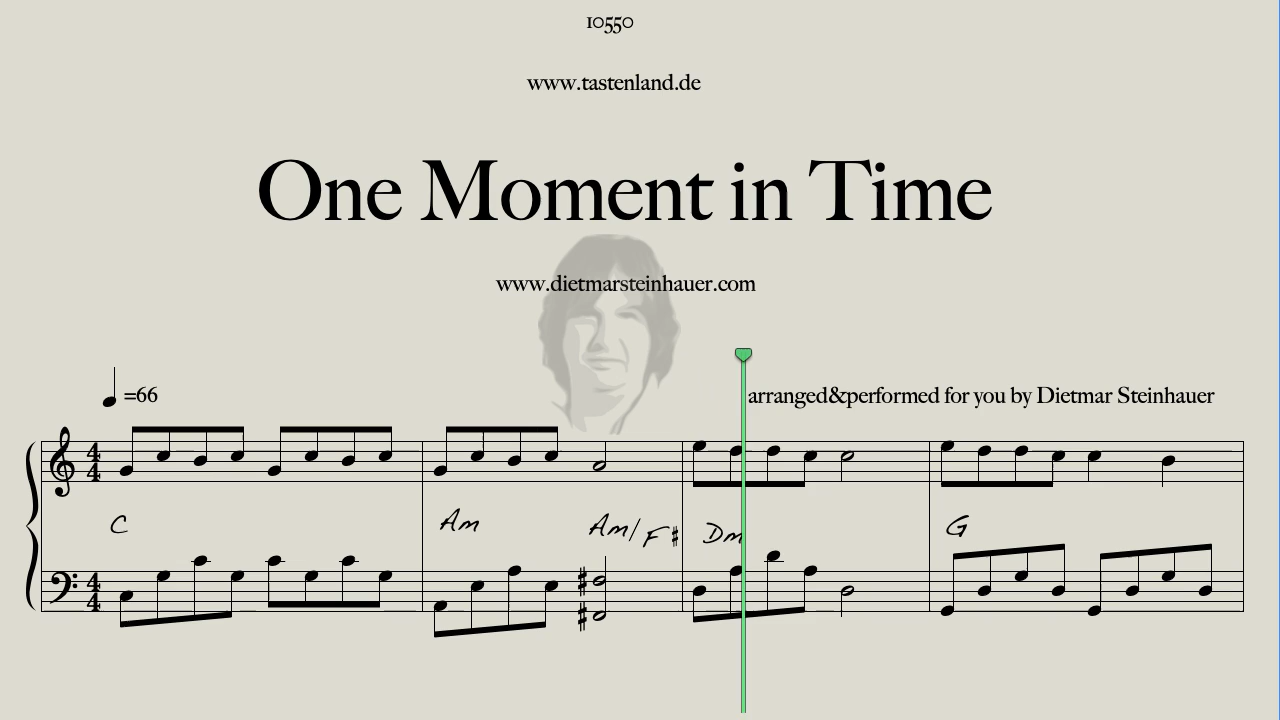 10550
www.tastenland.de
One Moment in Time
www.dietmarsteinhauer.com
=66
arranged&performed for you by Dietmar Steinhauer
4 4
C Am Am/F♯ Dm G
4 4